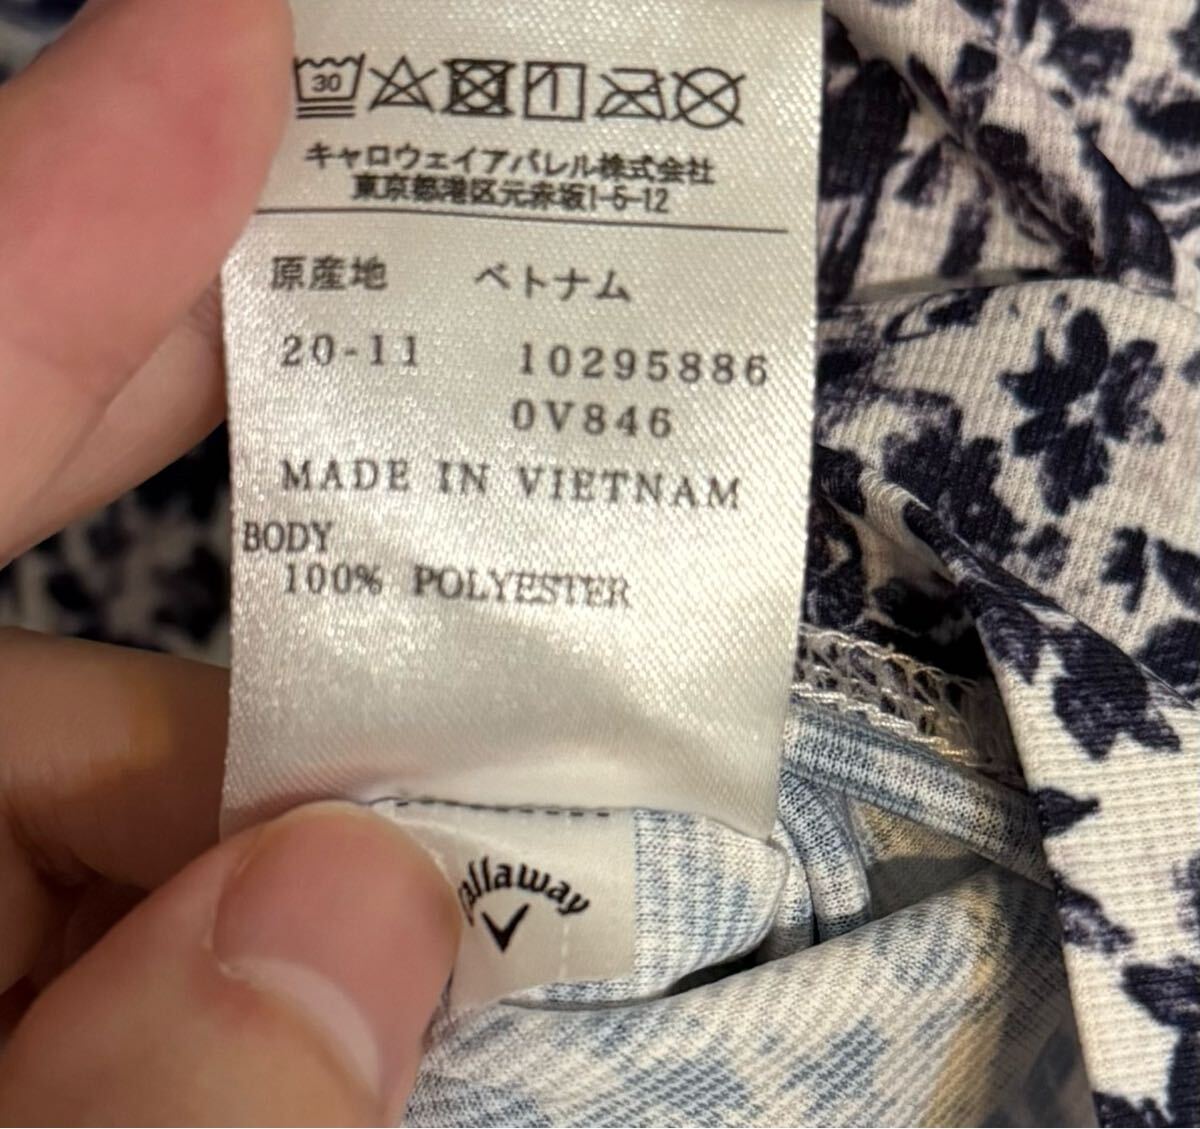 30
キャロウェイアパレル株式会社
東京都港区元赤坂1-5-12
原産地 ベトナム
20-11 10295886
0V846
MADE IN VIETNAM
BODY
100% POLYESTER
Callaway